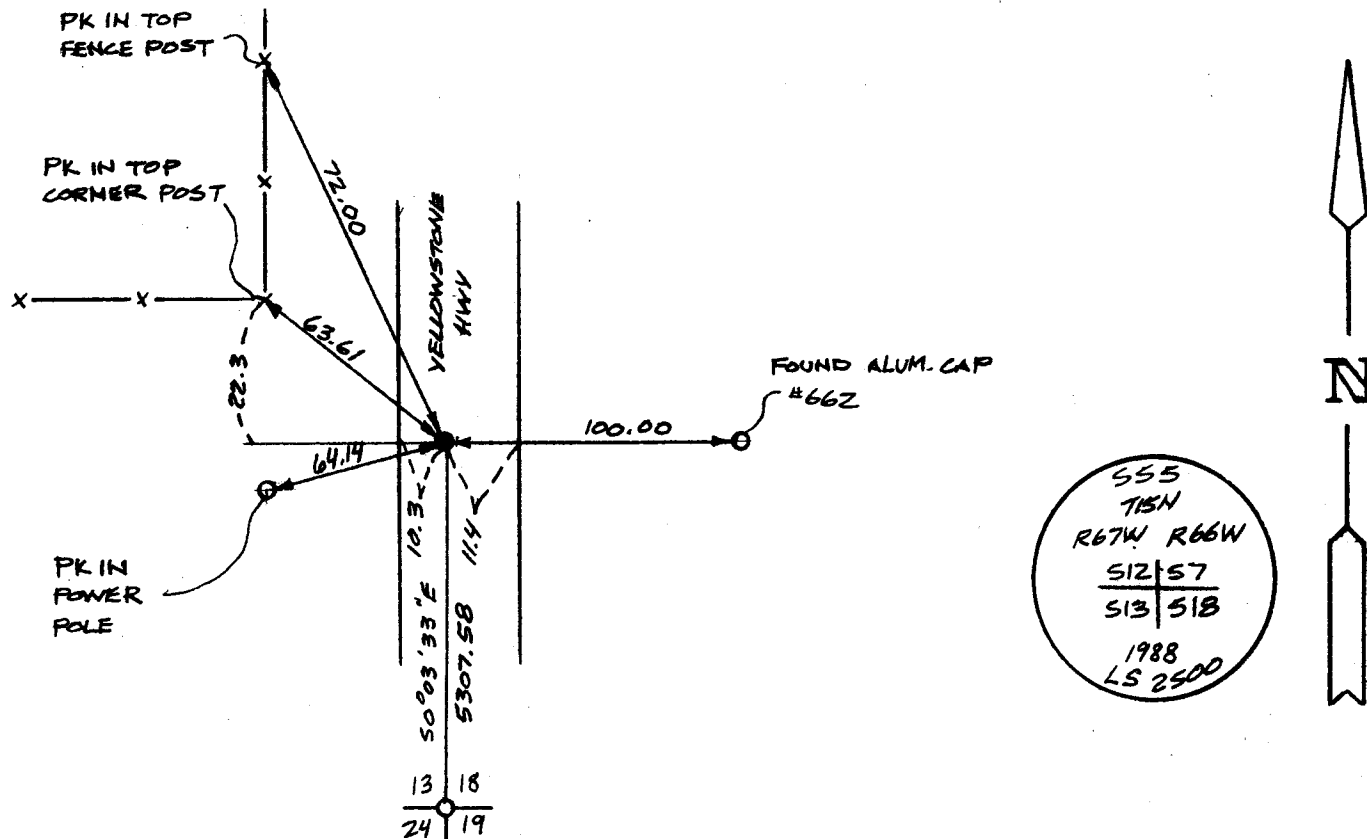 PK IN TOP
FENCE POST
PK IN TOP
CORNER POST
72.00
YELLOWSTONE
HWY
63.61
22.3
FOUND ALUM. CAP
#662
100.00
64.14
10.3
11.4
PK IN
POWER
POLE
S0°03'33"E
5307.58
13 18
24 19
N
SS5
T15N
R67W R66W
S12 S7
S13 S18
1988
LS 2500